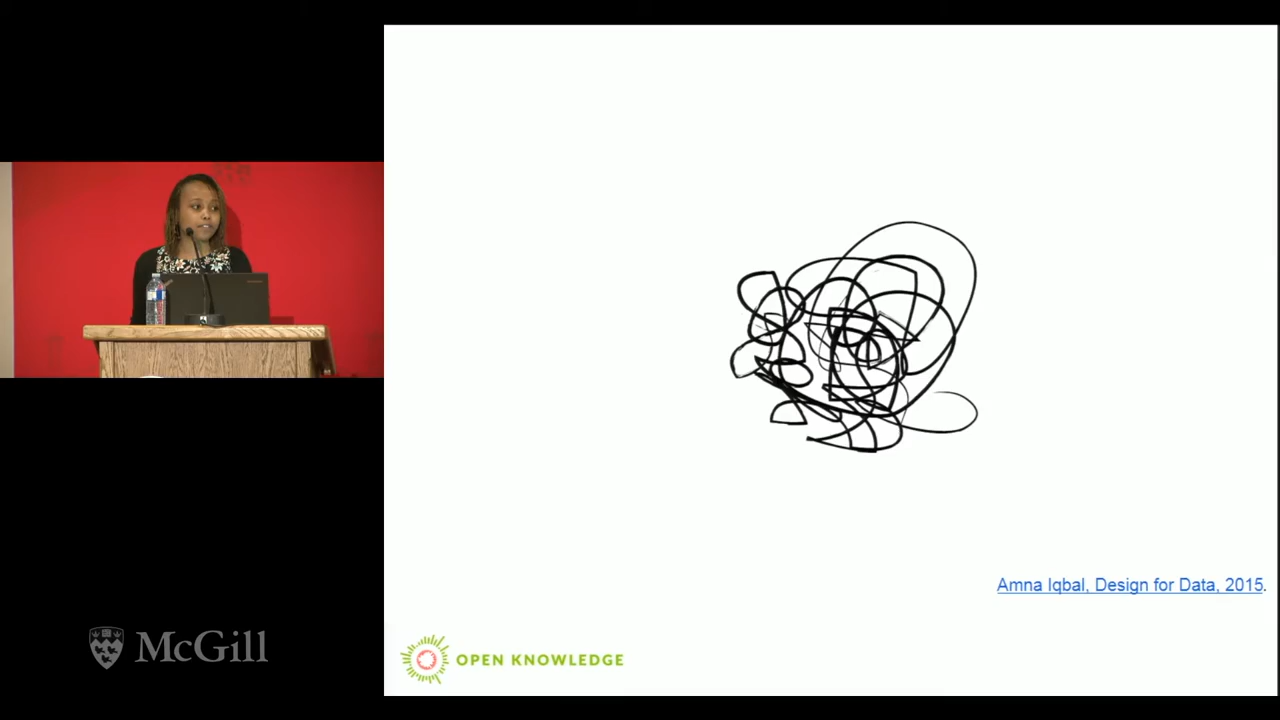 Amna Iqbal, Design for Data, 2015.
McGill
OPEN KNOWLEDGE